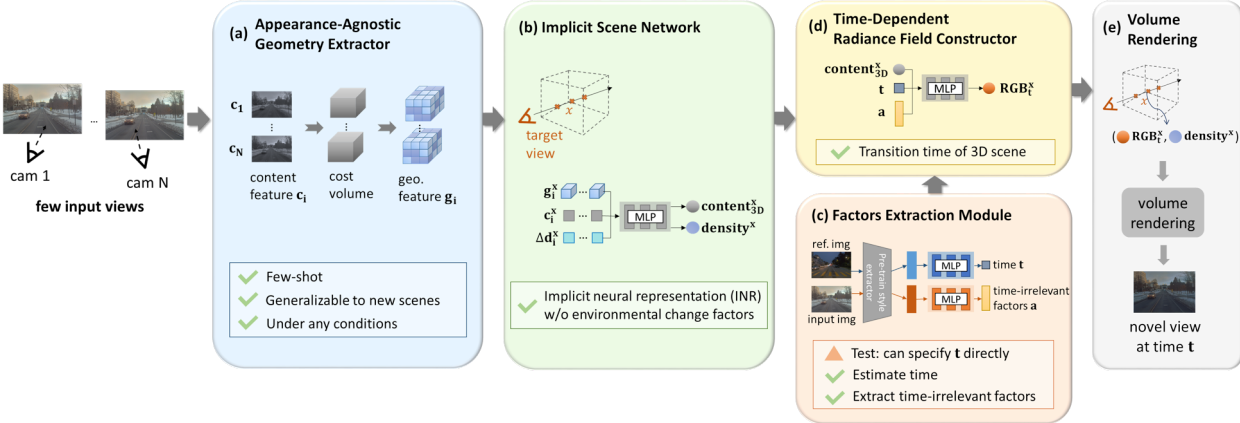 ...
cam 1
cam N
few input views
(a) Appearance-Agnostic
Geometry Extractor
c₁
⋮
c_N
content
feature cᵢ
cost
volume
geo.
feature gᵢ
Few-shot
Generalizable to new scenes
Under any conditions
(b) Implicit Scene Network
x
target
view
gᵢˣ ...
cᵢˣ ...
Δdᵢˣ ...
MLP
content₃Dˣ
densityˣ
Implicit neural representation (INR)
w/o environmental change factors
(d) Time-Dependent
Radiance Field Constructor
content₃Dˣ
t
a
MLP
RGBₜˣ
Transition time of 3D scene
(c) Factors Extraction Module
ref. img
input img
Pre-train style
extractor
MLP
time t
MLP
time-irrelevant
factors a
Test: can specify t directly
Estimate time
Extract time-irrelevant factors
(e) Volume
Rendering
x
( RGBₜˣ, densityˣ)
volume
rendering
novel view
at time t